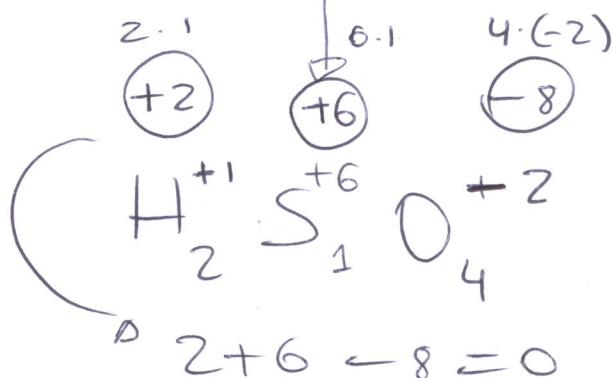 2 · 1 6 · 1 4 · (-2)
+2 +6 -8
H₂⁺¹ S₁⁺⁶ O₄⁻²
2 + 6 - 8 = 0